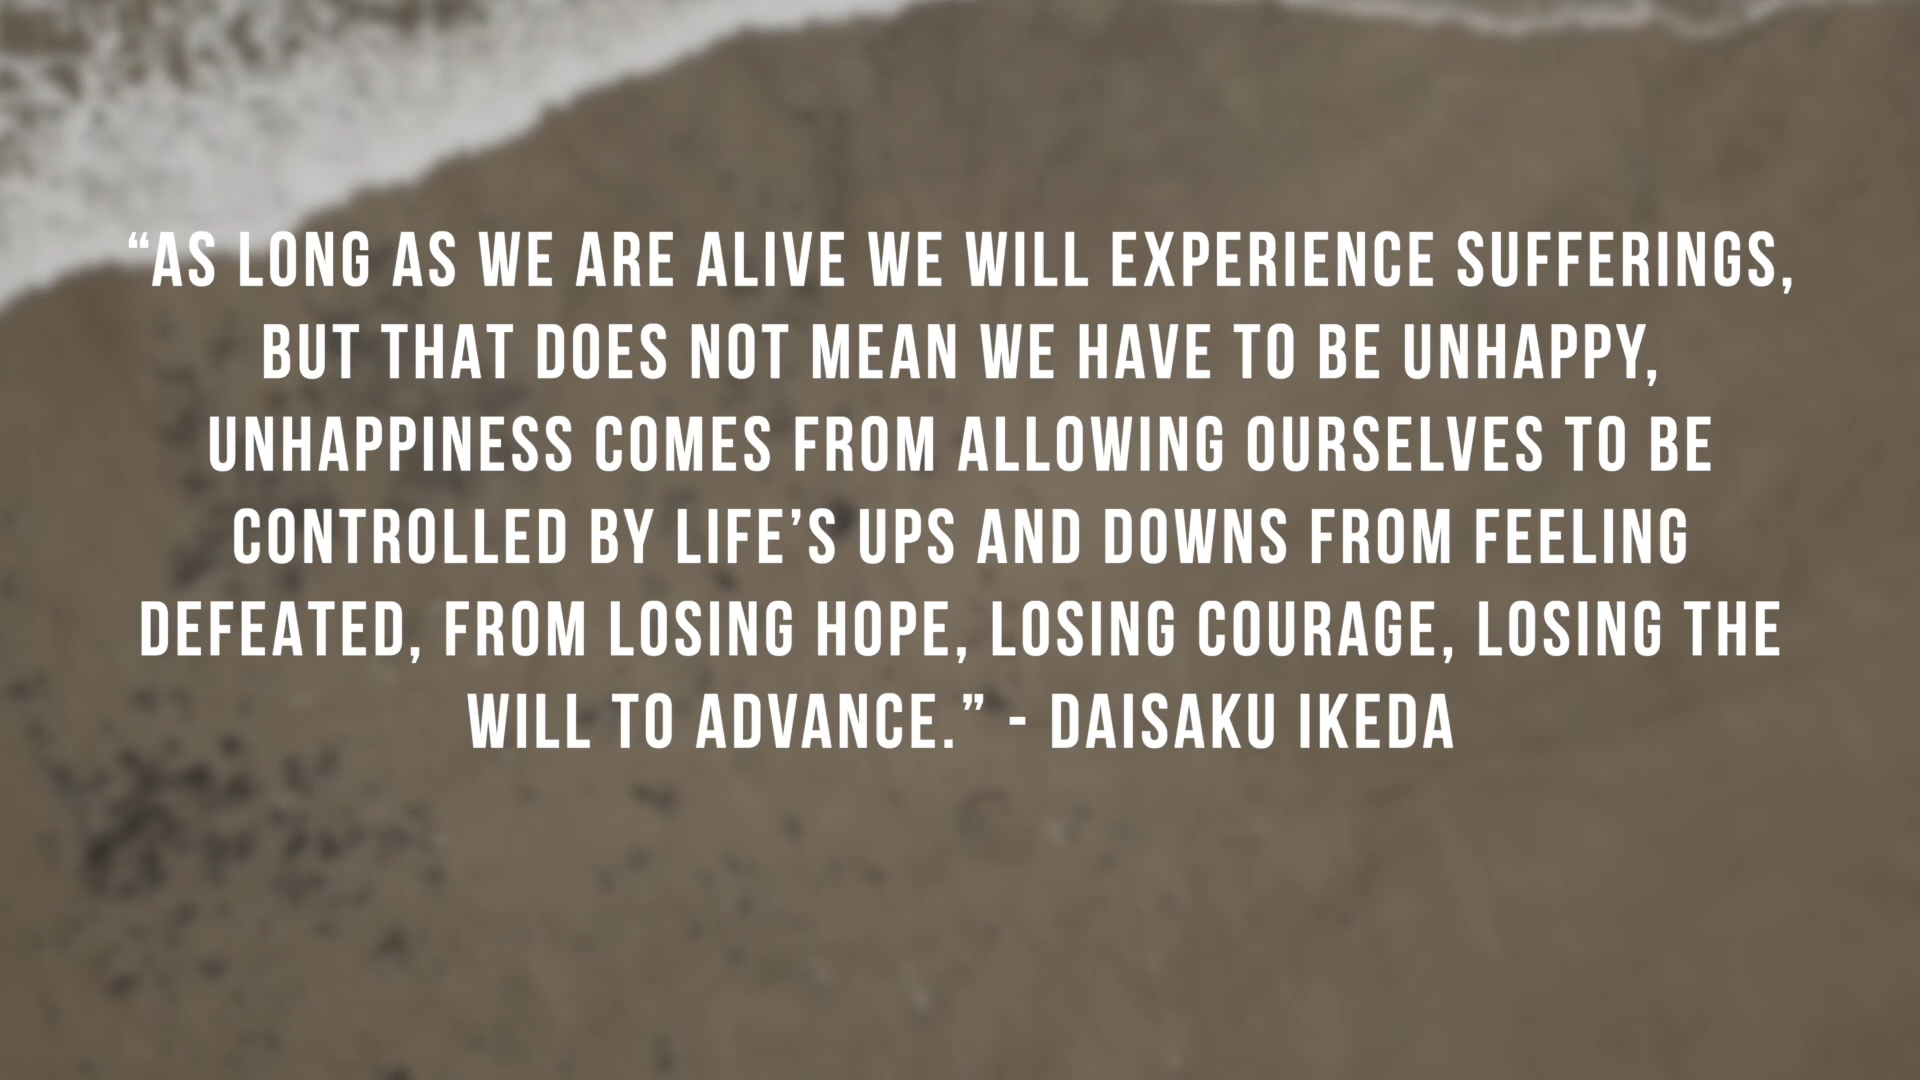 “AS LONG AS WE ARE ALIVE WE WILL EXPERIENCE SUFFERINGS,
BUT THAT DOES NOT MEAN WE HAVE TO BE UNHAPPY,
UNHAPPINESS COMES FROM ALLOWING OURSELVES TO BE
CONTROLLED BY LIFE’S UPS AND DOWNS FROM FEELING
DEFEATED, FROM LOSING HOPE, LOSING COURAGE, LOSING THE
WILL TO ADVANCE.” - DAISAKU IKEDA